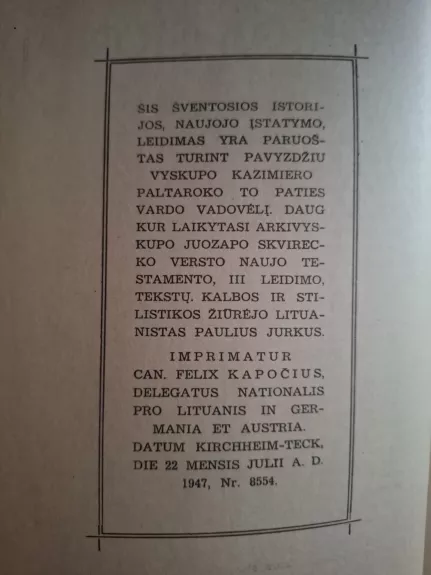 ŠIS ŠVENTOSIOS ISTORI-
JOS, NAUJOJO ĮSTATYMO,
LEIDIMAS YRA PARUOŠ-
TAS TURINT PAVYZDŽIU
VYSKUPO KAZIMIERO
PALTAROKO TO PATIES
VARDO VADOVĖLĮ. DAUG
KUR LAIKYTASI ARKIVYS-
KUPO JUOZAPO SKVIREC-
KO VERSTO NAUJO TE-
STAMENTO, III LEIDIMO,
TEKSTŲ. KALBOS IR STI-
LISTIKOS ŽIŪRĖJO LITUA-
NISTAS PAULIUS JURKUS.
IMPRIMATUR
CAN. FELIX KAPOČIUS,
DELEGATUS NATIONALIS
PRO LITUANIS IN GER-
MANIA ET AUSTRIA.
DATUM KIRCHHEIM-TECK,
DIE 22 MENSIS JULII A. D.
1947, Nr. 8554.